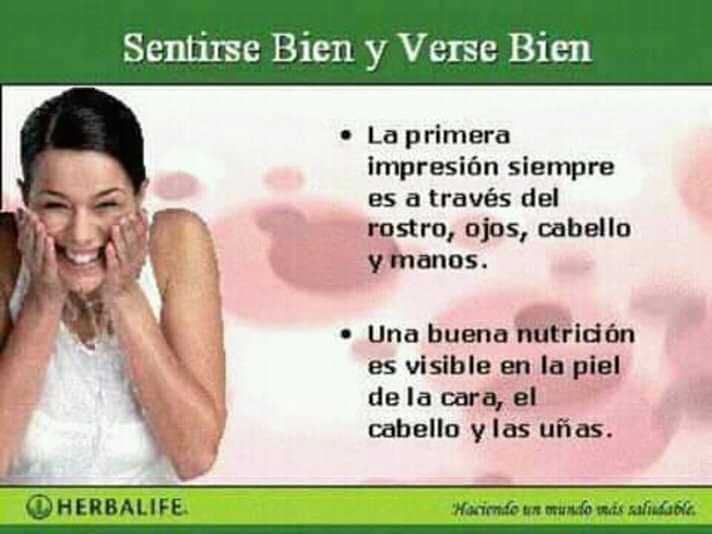 Sentirse Bien y Verse Bien
• La primera
impresión siempre
es a través del
rostro, ojos, cabello
y manos.
• Una buena nutrición
es visible en la piel
de la cara, el
cabello y las uñas.
HERBALIFE.
Haciendo un mundo más saludable.